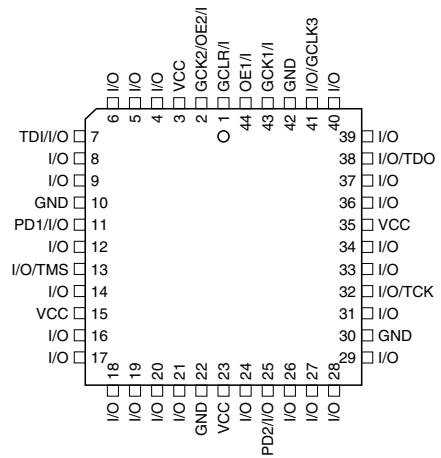 I/O
I/O
I/O
VCC
GCK2/OE2/I
GCLR/I
OE1/I
GCK1/I
GND
I/O/GCLK3
I/O
6
5
4
3
2
1
44
43
42
41
40
TDI/I/O 7
I/O 8
I/O 9
GND 10
PD1/I/O 11
I/O 12
I/O/TMS 13
I/O 14
VCC 15
I/O 16
I/O 17
39 I/O
38 I/O/TDO
37 I/O
36 I/O
35 VCC
34 I/O
33 I/O
32 I/O/TCK
31 I/O
30 GND
29 I/O
18
19
20
21
22
23
24
25
26
27
28
I/O
I/O
I/O
I/O
GND
VCC
I/O
PD2/I/O
I/O
I/O
I/O